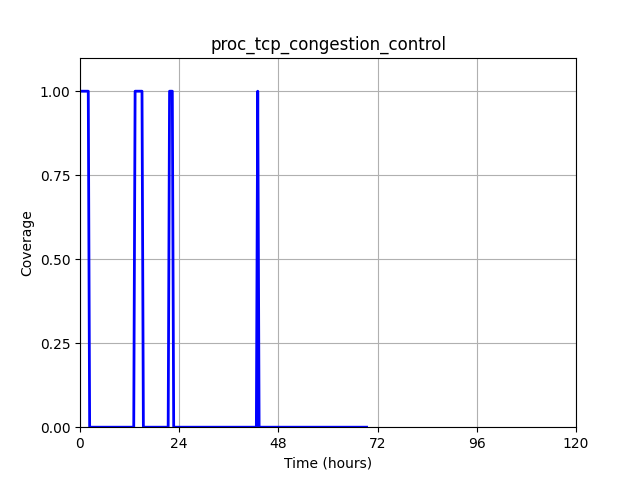 proc_tcp_congestion_control
1.00
0.75
0.50
0.25
0.00
Coverage
0 24 48 72 96 120
Time (hours)